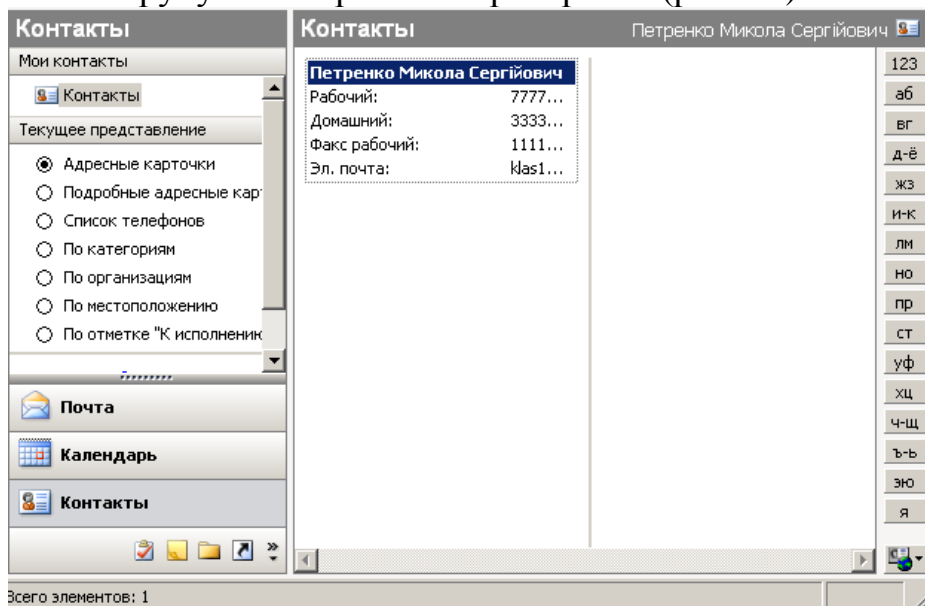 Контакты
Мои контакты
Контакты
Текущее представление
Адресные карточки
Подробные адресные кар
Список телефонов
По категориям
По организациям
По местоположению
По отметке "К исполнению
Почта
Календарь
Контакты
Контакты Петренко Микола Сергійович
Петренко Микола Сергійович
Рабочий: 7777...
Домашний: 3333...
Факс рабочий: 1111...
Эл. почта: klas1...
123
аб
вг
д-ё
жз
и-к
лм
но
пр
ст
уф
хц
ч-щ
ъ-ь
эю
я
Всего элементов: 1